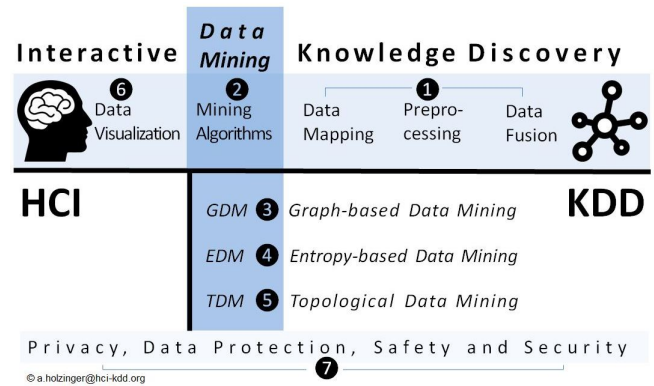 Data
Interactive Mining Knowledge Discovery
6 2 1
Data Mining Data Prepro- Data
Visualization Algorithms Mapping cessing Fusion
HCI KDD
GDM 3 Graph-based Data Mining
EDM 4 Entropy-based Data Mining
TDM 5 Topological Data Mining
Privacy, Data Protection, Safety and Security
7
© a.holzinger@hci-kdd.org